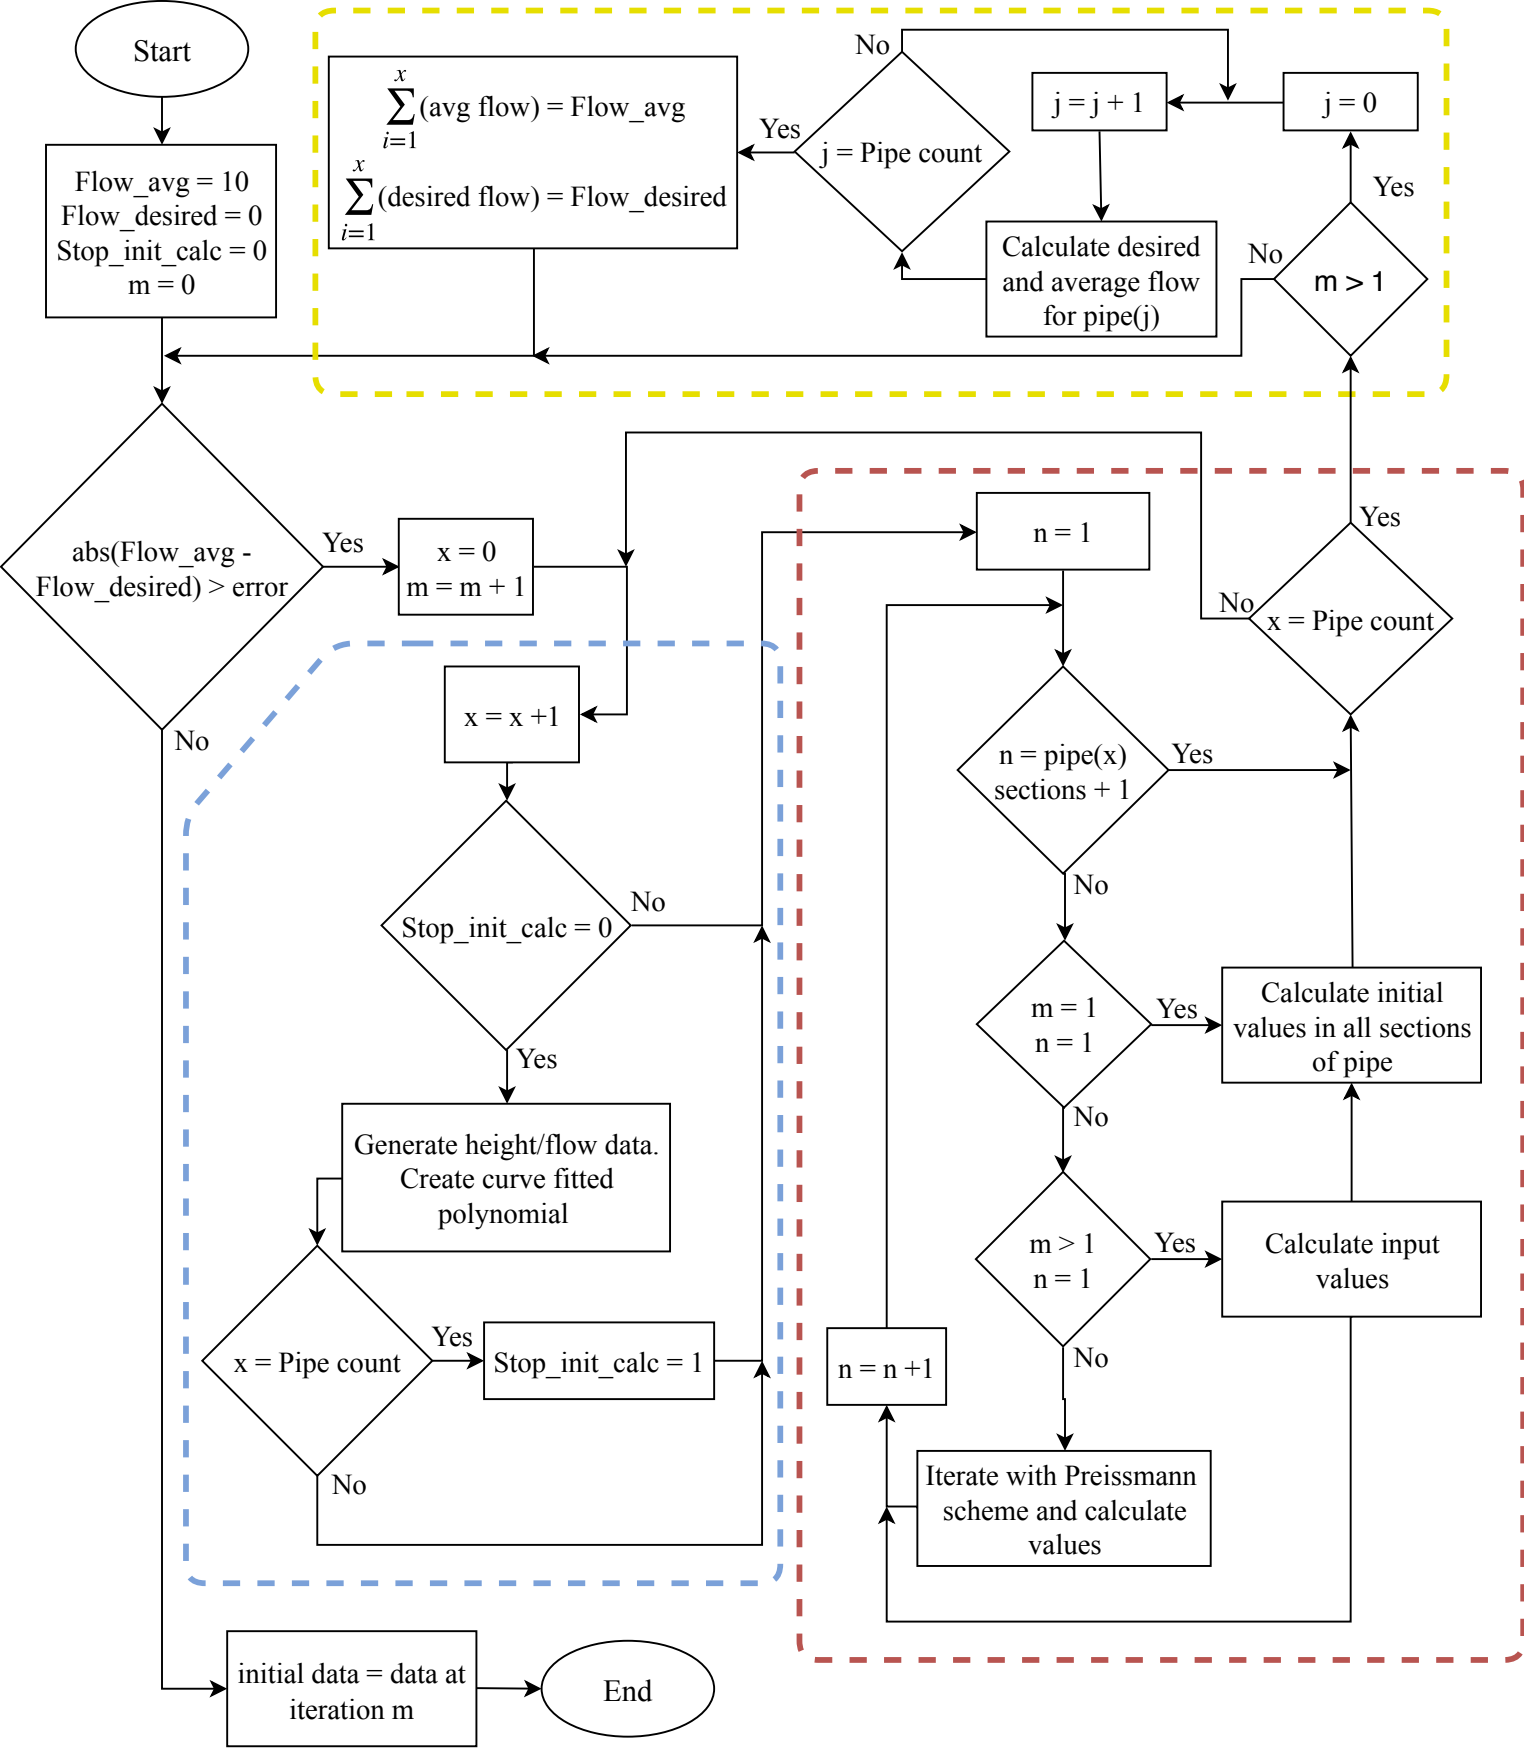 Start
Flow_avg = 10
Flow_desired = 0
Stop_init_calc = 0
m = 0
x
∑(avg flow) = Flow_avg
i=1
x
∑(desired flow) = Flow_desired
i=1
Yes
No
j = Pipe count
j = j + 1
j = 0
Calculate desired
and average flow
for pipe(j)
Yes
No
m > 1
abs(Flow_avg -
Flow_desired) > error
Yes
No
x = 0
m = m + 1
x = x +1
Stop_init_calc = 0
No
Yes
Generate height/flow data.
Create curve fitted
polynomial
x = Pipe count
Yes
No
Stop_init_calc = 1
n = 1
n = pipe(x)
sections + 1
Yes
No
m = 1
n = 1
Yes
No
m > 1
n = 1
Yes
No
Iterate with Preissmann
scheme and calculate
values
n = n +1
Calculate input
values
Calculate initial
values in all sections
of pipe
x = Pipe count
Yes
No
initial data = data at
iteration m
End